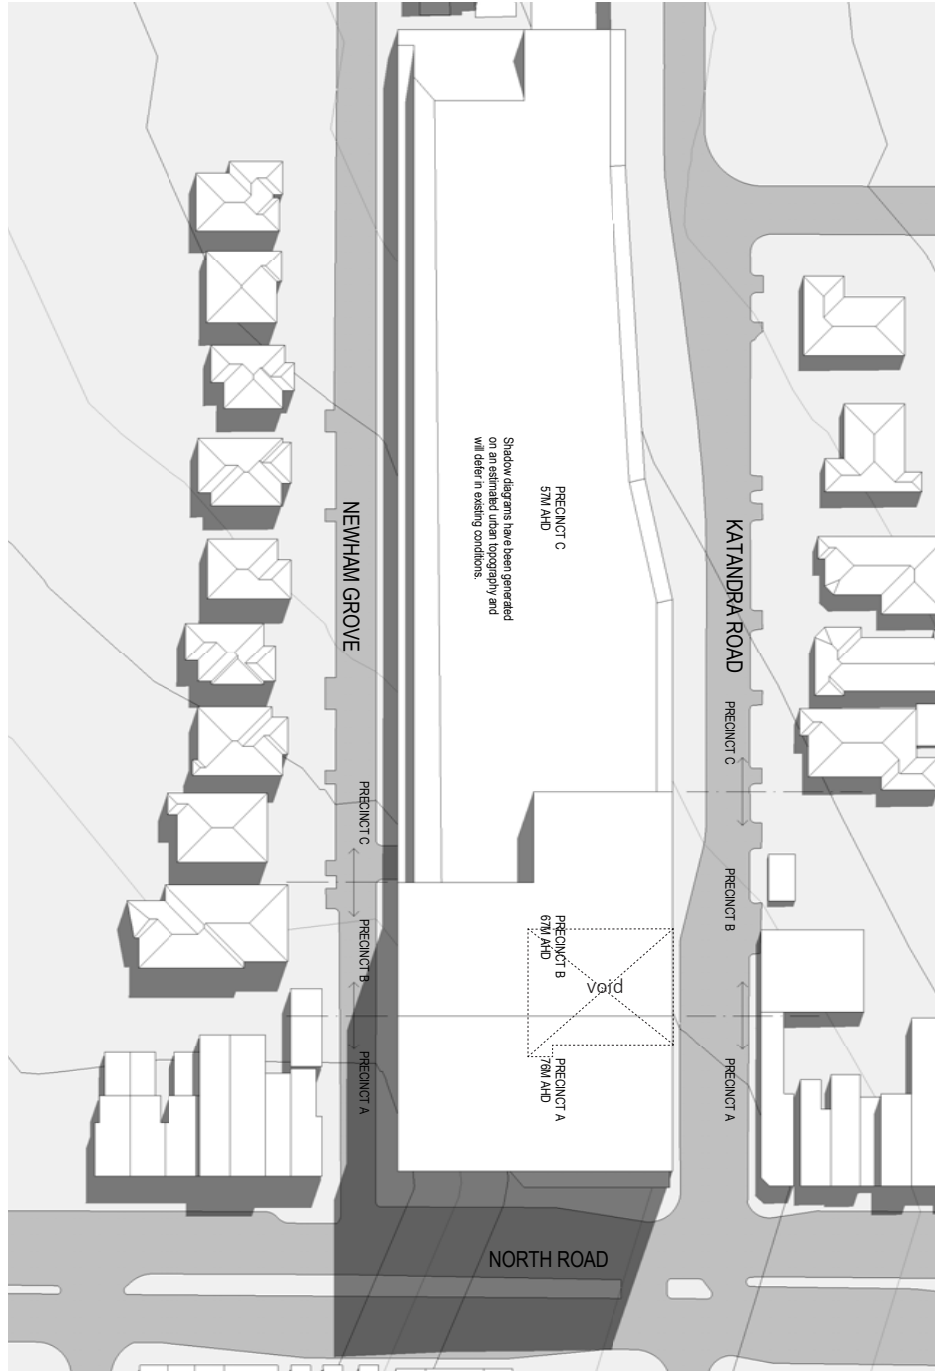 Shadow diagrams have been generated
on an estimated urban topography and
will defer in existing conditions.
PRECINCT C
57M AHD
NEWHAM GROVE
KATANDRA ROAD
PRECINCT C
PRECINCT C
PRECINCT B
PRECINCT B
PRECINCT B
67M AHD
void
PRECINCT A
PRECINCT A
76M AHD
PRECINCT A
NORTH ROAD